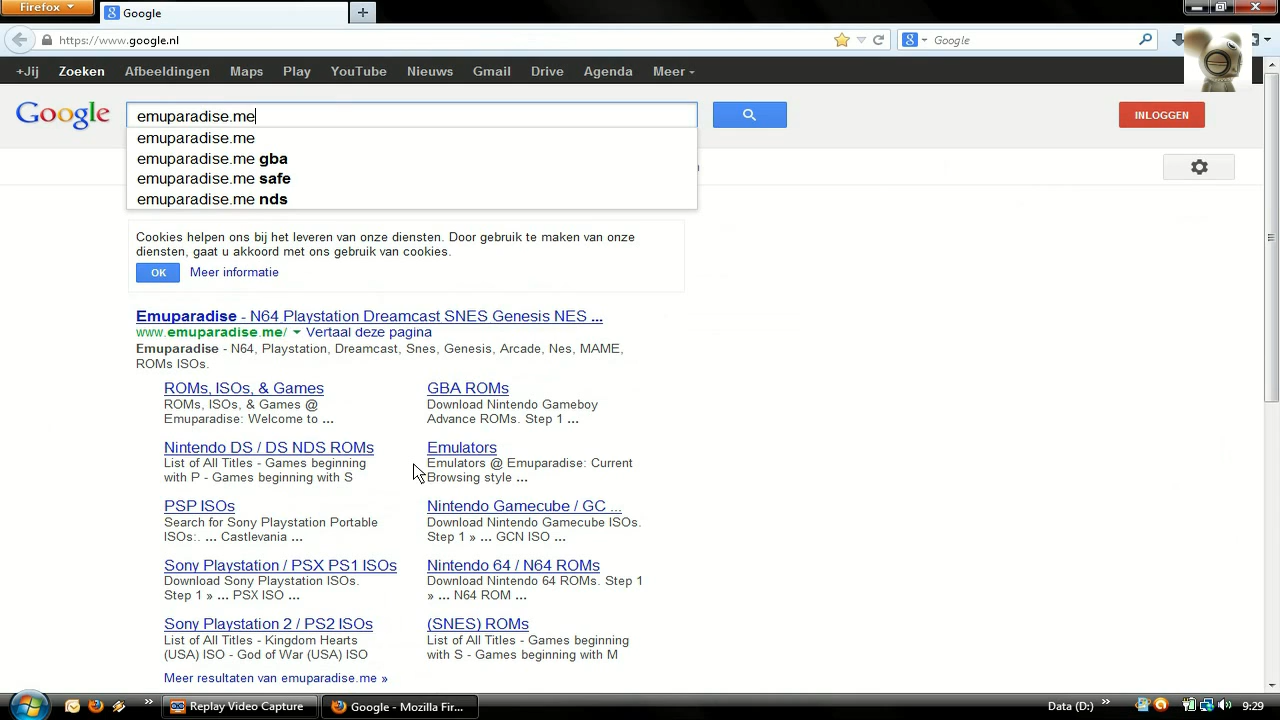 Firefox
Google
https://www.google.nl
Google
+Jij Zoeken Afbeeldingen Maps Play YouTube Nieuws Gmail Drive Agenda Meer
Google
emuparadise.me
INLOGGEN
emuparadise.me
emuparadise.me gba
emuparadise.me safe
emuparadise.me nds
Cookies helpen ons bij het leveren van onze diensten. Door gebruik te maken van onze
diensten, gaat u akkoord met ons gebruik van cookies.
OK Meer informatie
Emuparadise - N64 Playstation Dreamcast SNES Genesis NES ...
www.emuparadise.me/ Vertaal deze pagina
Emuparadise - N64, Playstation, Dreamcast, Snes, Genesis, Arcade, Nes, MAME,
ROMs ISOs.
ROMs, ISOs, & Games
ROMs, ISOs, & Games @
Emuparadise: Welcome to ...
GBA ROMs
Download Nintendo Gameboy
Advance ROMs. Step 1 ...
Nintendo DS / DS NDS ROMs
List of All Titles - Games beginning
with P - Games beginning with S
Emulators
Emulators @ Emuparadise: Current
Browsing style ...
PSP ISOs
Search for Sony Playstation Portable
ISOs:. ... Castlevania ...
Nintendo Gamecube / GC ...
Download Nintendo Gamecube ISOs.
Step 1 » ... GCN ISO ...
Sony Playstation / PSX PS1 ISOs
Download Sony Playstation ISOs.
Step 1 » ... PSX ISO ...
Nintendo 64 / N64 ROMs
Download Nintendo 64 ROMs. Step 1
» ... N64 ROM ...
Sony Playstation 2 / PS2 ISOs
List of All Titles - Kingdom Hearts
(USA) ISO - God of War (USA) ISO
(SNES) ROMs
List of All Titles - Games beginning
with S - Games beginning with M
Meer resultaten van emuparadise.me »
Replay Video Capture
Google - Mozilla Fir...
Data (D:)
9:29